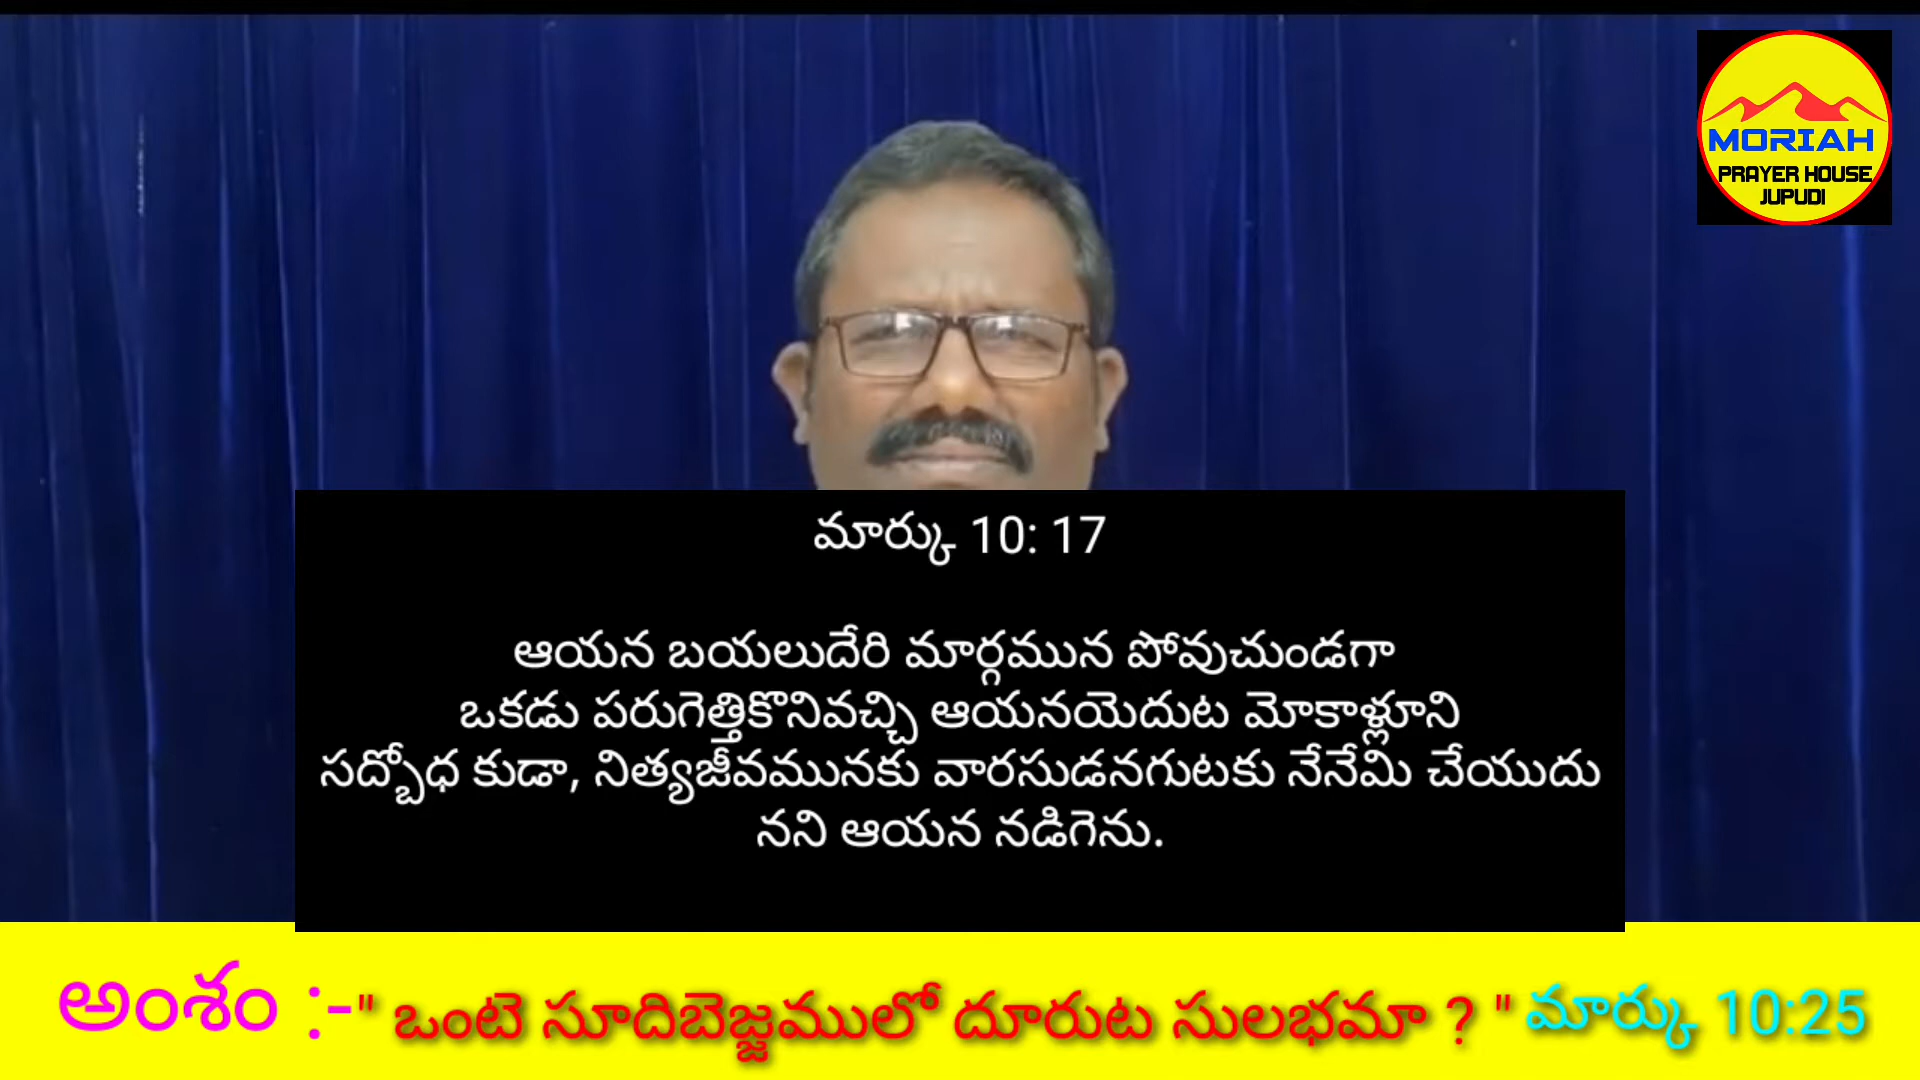 MORIAH
PRAYER HOUSE
JUPUDI
మార్కు 10: 17
ఆయన బయలుదేరి మార్గమున పోవుచుండగా
ఒకడు పరుగెత్తికొనివచ్చి ఆయనయెదుట మోకాళ్లూని
సద్బోధ కుడా, నిత్యజీవమునకు వారసుడనగుటకు నేనేమి చేయుదు
నని ఆయన నడిగెను.
అంశం :-" ఒంటె సూదిబెజ్జములో దూరుట సులభమా ? " మార్కు 10:25